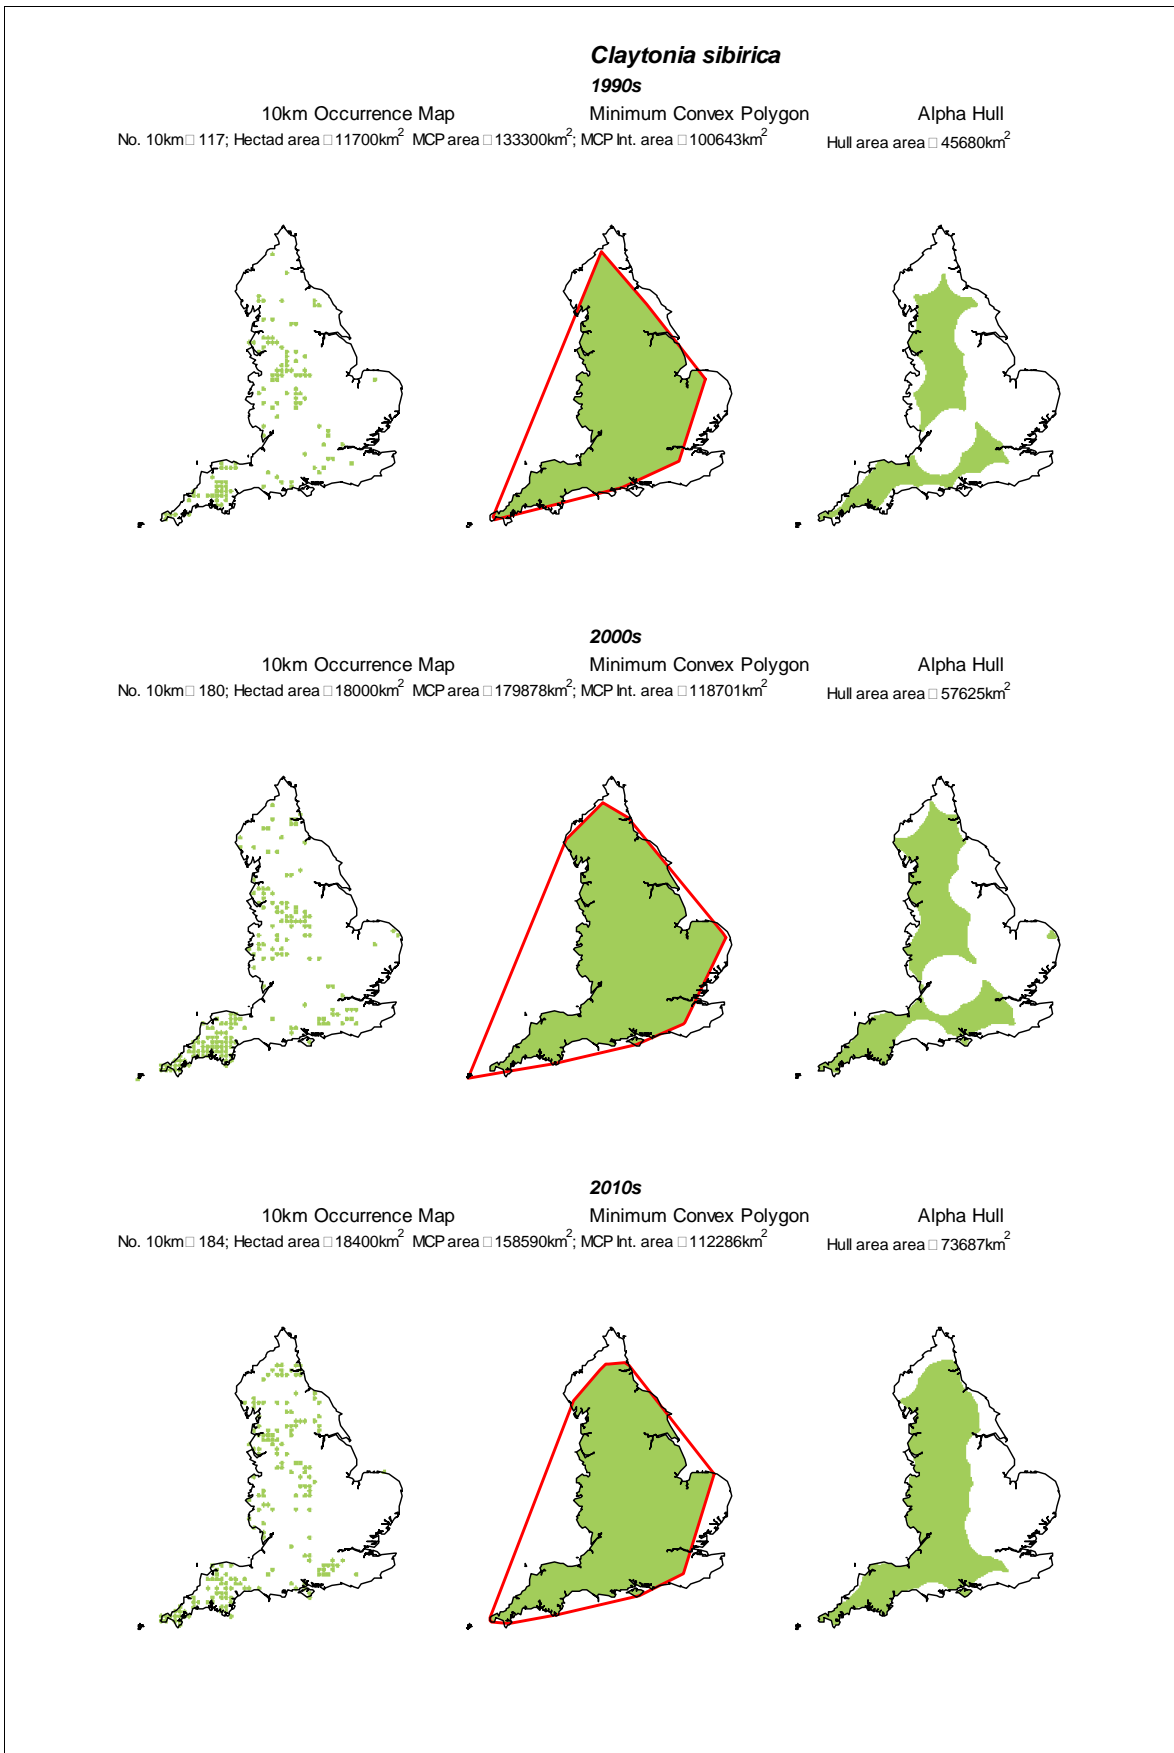 Claytonia sibirica
1990s
10km Occurrence Map Minimum Convex Polygon Alpha Hull
No. 10km□ 117; Hectad area □11700km² MCP area □133300km²; MCP Int. area □100643km² Hull area area □ 45680km²
2000s
10km Occurrence Map Minimum Convex Polygon Alpha Hull
No. 10km□ 180; Hectad area □18000km² MCP area □179878km²; MCP Int. area □118701km² Hull area area □ 57625km²
2010s
10km Occurrence Map Minimum Convex Polygon Alpha Hull
No. 10km□ 184; Hectad area □18400km² MCP area □158590km²; MCP Int. area □112286km² Hull area area □ 73687km²